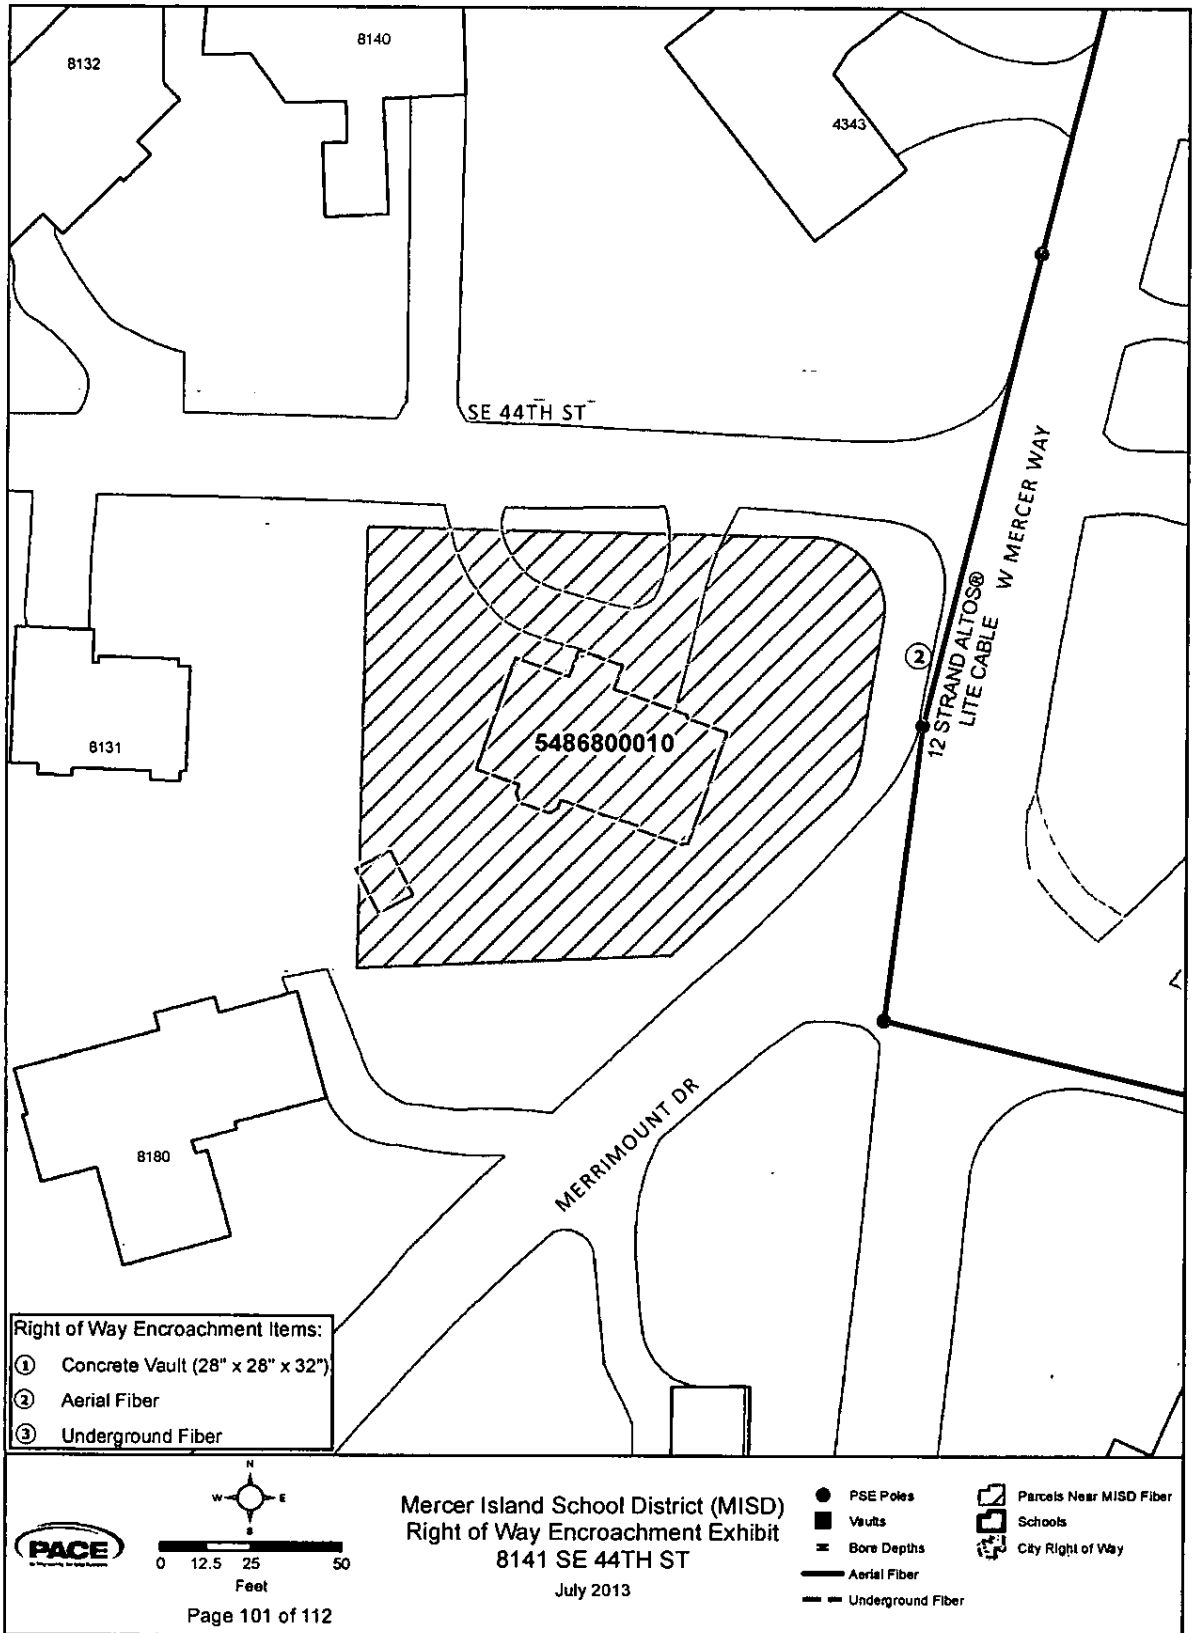 8132
8140
4343
SE 44TH ST
W MERCER WAY
12 STRAND ALTOS®
LITE CABLE
②
5486800010
8131
8180
MERRIMOUNT DR
Right of Way Encroachment Items:
① Concrete Vault (28" x 28" x 32")
② Aerial Fiber
③ Underground Fiber
N
W E
S
PACE
0 12.5 25 50
Feet
Page 101 of 112
Mercer Island School District (MISD)
Right of Way Encroachment Exhibit
8141 SE 44TH ST
July 2013
PSE Poles
Vaults
Bore Depths
Aerial Fiber
Underground Fiber
Parcels Near MISD Fiber
Schools
City Right of Way